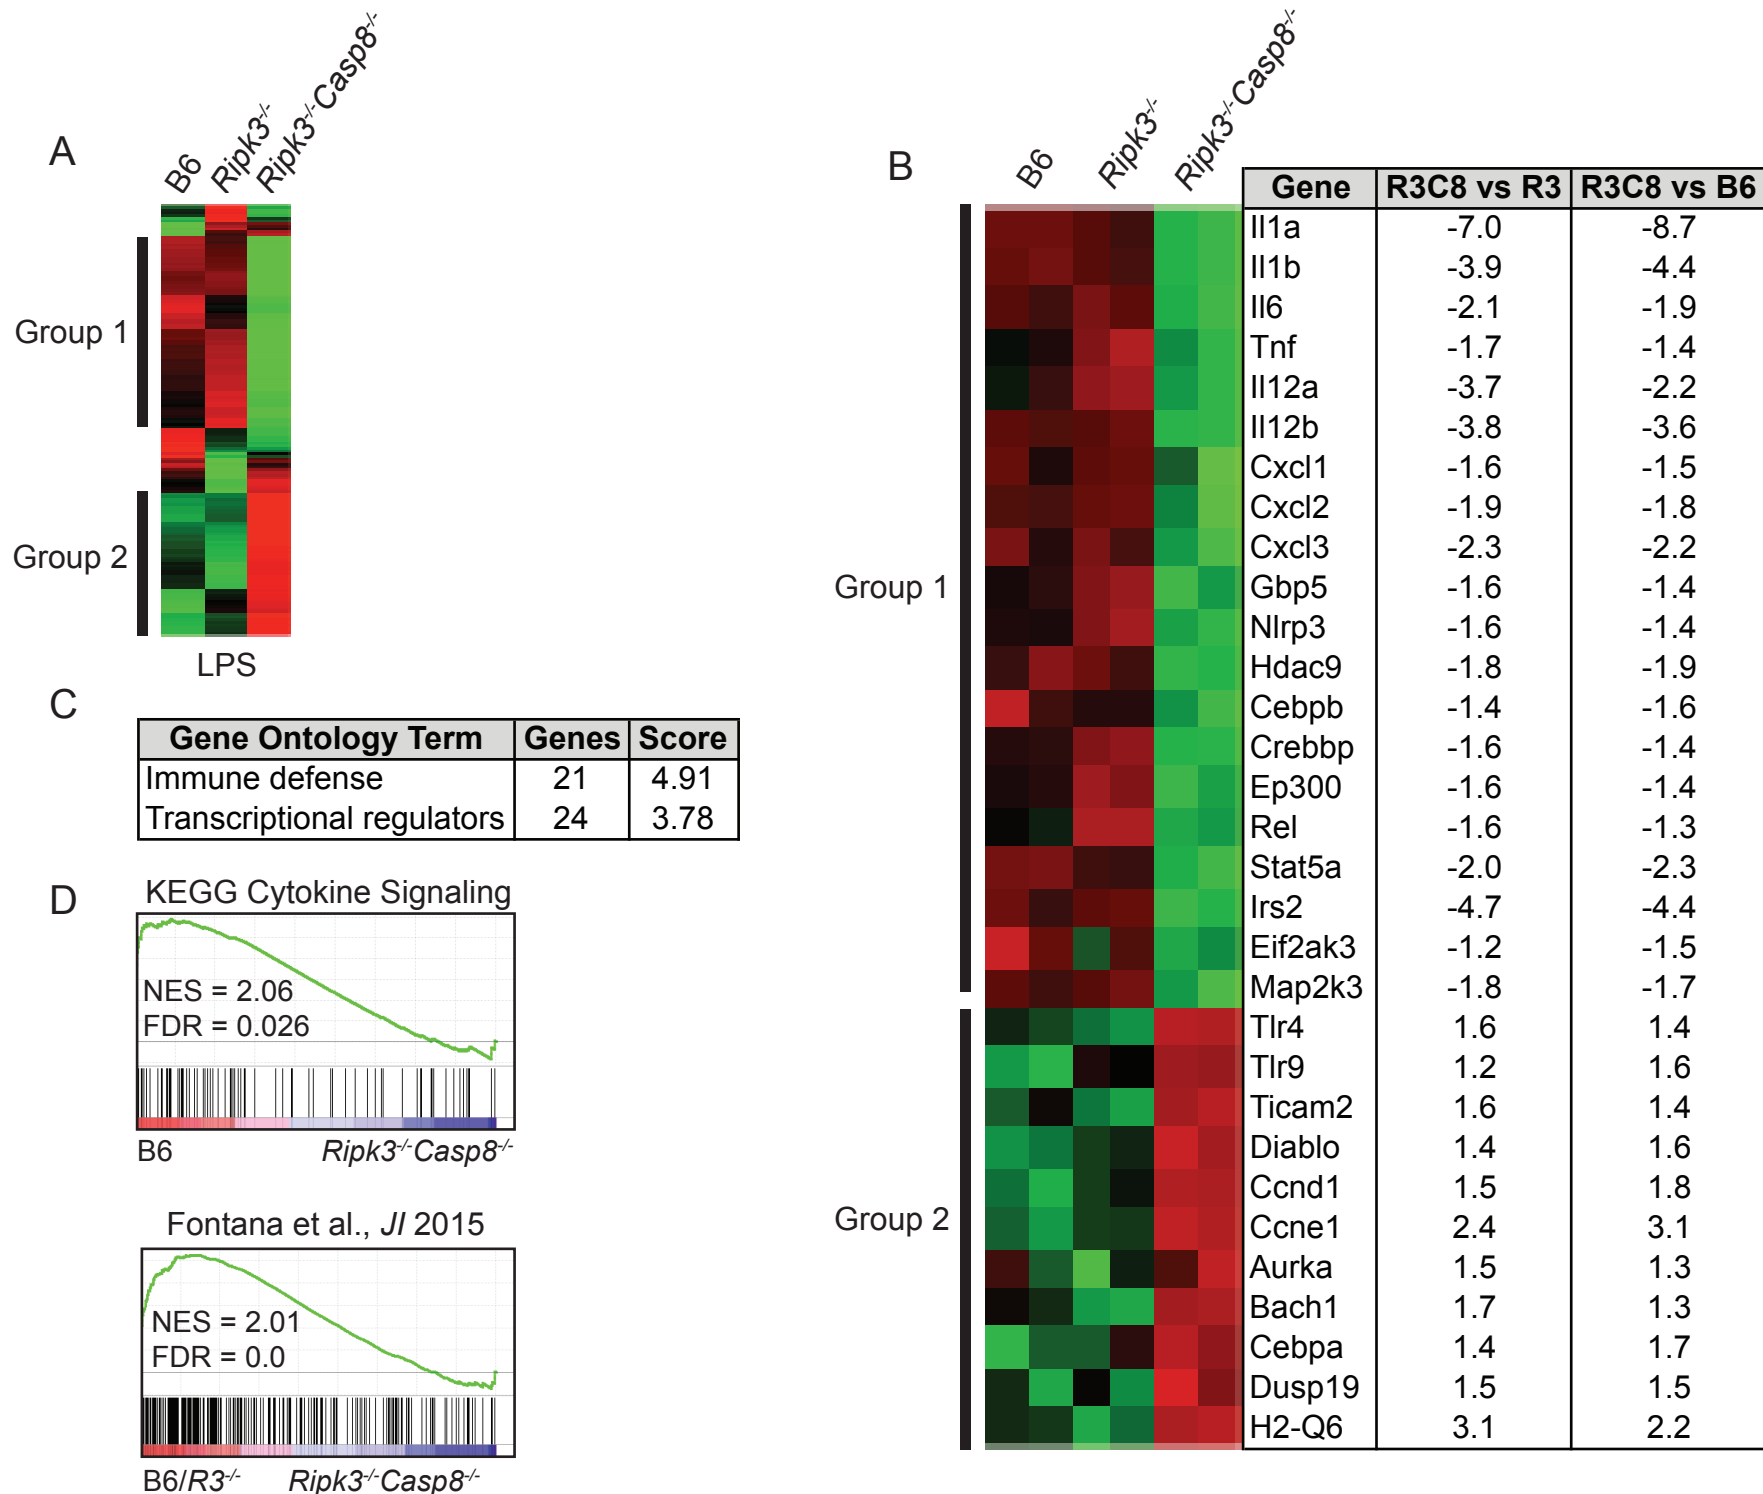 A
B6
Ripk3-/-
Ripk3-/-Casp8-/-
Group 1
Group 2
LPS
B
B6
Ripk3-/-
Ripk3-/-Casp8-/-
Group 1
Group 2
Gene R3C8 vs R3 R3C8 vs B6
Il1a -7.0 -8.7
Il1b -3.9 -4.4
Il6 -2.1 -1.9
Tnf -1.7 -1.4
Il12a -3.7 -2.2
Il12b -3.8 -3.6
Cxcl1 -1.6 -1.5
Cxcl2 -1.9 -1.8
Cxcl3 -2.3 -2.2
Gbp5 -1.6 -1.4
Nlrp3 -1.6 -1.4
Hdac9 -1.8 -1.9
Cebpb -1.4 -1.6
Crebbp -1.6 -1.4
Ep300 -1.6 -1.4
Rel -1.6 -1.3
Stat5a -2.0 -2.3
Irs2 -4.7 -4.4
Eif2ak3 -1.2 -1.5
Map2k3 -1.8 -1.7
Tlr4 1.6 1.4
Tlr9 1.2 1.6
Ticam2 1.6 1.4
Diablo 1.4 1.6
Ccnd1 1.5 1.8
Ccne1 2.4 3.1
Aurka 1.5 1.3
Bach1 1.7 1.3
Cebpa 1.4 1.7
Dusp19 1.5 1.5
H2-Q6 3.1 2.2
C
Gene Ontology Term Genes Score
Immune defense 21 4.91
Transcriptional regulators 24 3.78
D
KEGG Cytokine Signaling
NES = 2.06
FDR = 0.026
B6 Ripk3-/-Casp8-/-
Fontana et al., JI 2015
NES = 2.01
FDR = 0.0
B6/R3-/- Ripk3-/-Casp8-/-